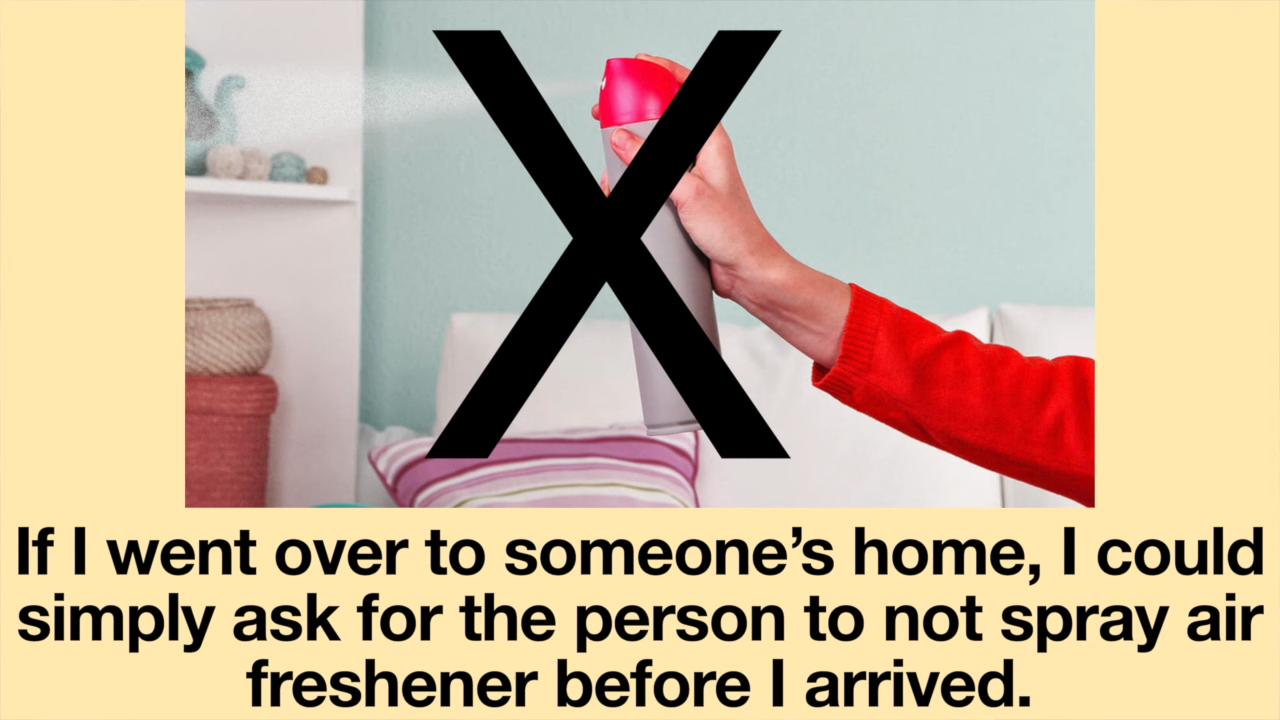 If I went over to someone’s home, I could
simply ask for the person to not spray air
freshener before I arrived.